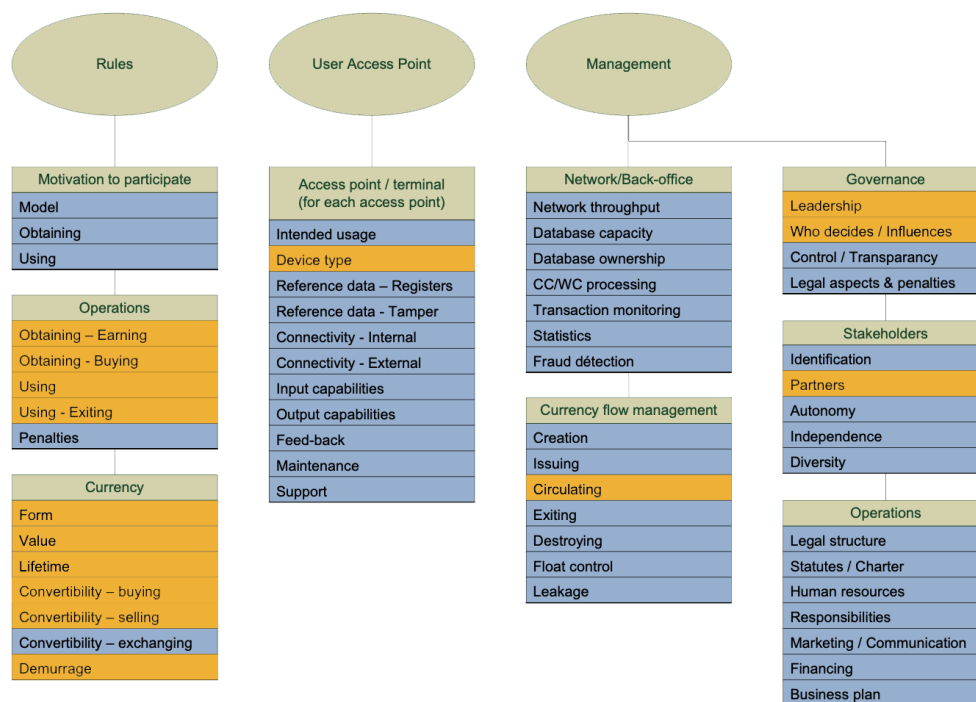 Rules
User Access Point
Management
Motivation to participate
Model
Obtaining
Using
Operations
Obtaining – Earning
Obtaining - Buying
Using
Using - Exiting
Penalties
Currency
Form
Value
Lifetime
Convertibility – buying
Convertibility – selling
Convertibility – exchanging
Demurrage
Access point / terminal
(for each access point)
Intended usage
Device type
Reference data – Registers
Reference data - Tamper
Connectivity - Internal
Connectivity - External
Input capabilities
Output capabilities
Feed-back
Maintenance
Support
Network/Back-office
Network throughput
Database capacity
Database ownership
CC/WC processing
Transaction monitoring
Statistics
Fraud détection
Currency flow management
Creation
Issuing
Circulating
Exiting
Destroying
Float control
Leakage
Governance
Leadership
Who decides / Influences
Control / Transparancy
Legal aspects & penalties
Stakeholders
Identification
Partners
Autonomy
Independence
Diversity
Operations
Legal structure
Statutes / Charter
Human resources
Responsibilities
Marketing / Communication
Financing
Business plan